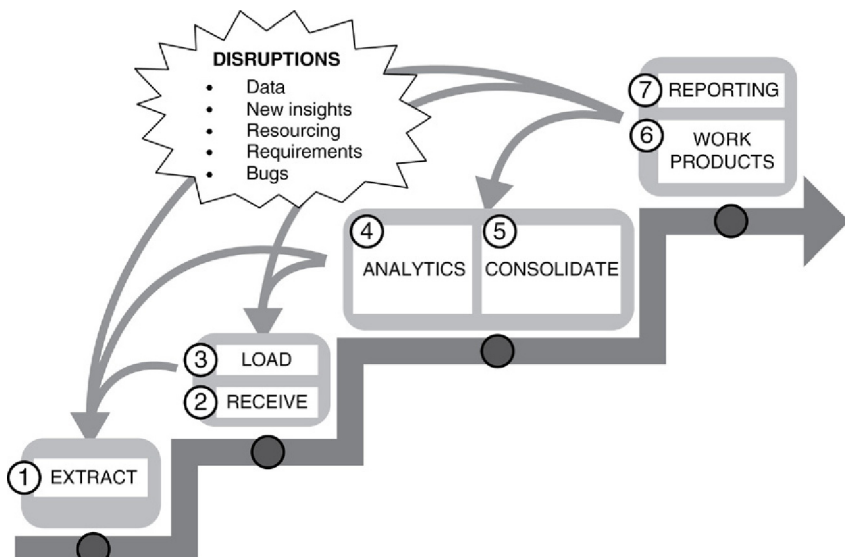 DISRUPTIONS
• Data
• New insights
• Resourcing
• Requirements
• Bugs
7 REPORTING
6 WORK
PRODUCTS
4
5
ANALYTICS
CONSOLIDATE
3 LOAD
2 RECEIVE
1 EXTRACT